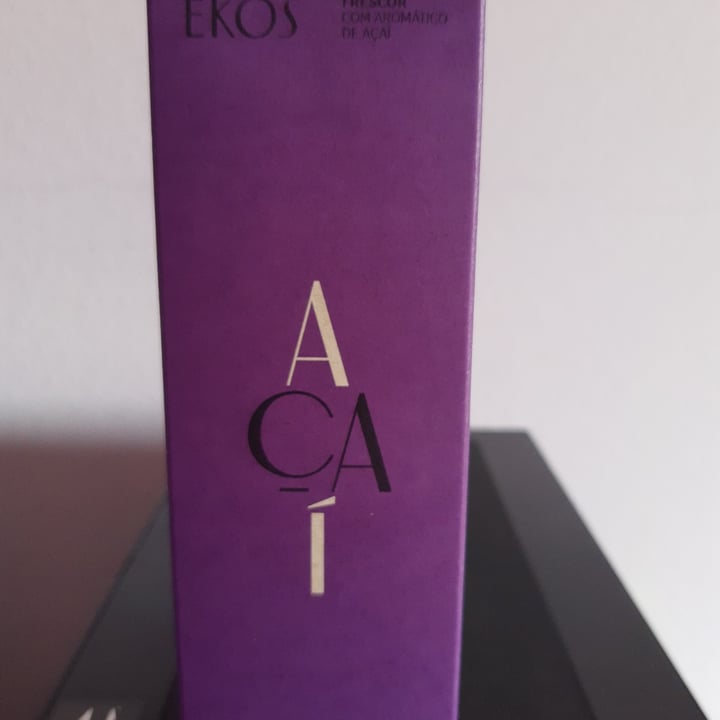 EKOS
FRESCOR
COM AROMÁTICO
DE AÇAÍ
A
ÇA
Í